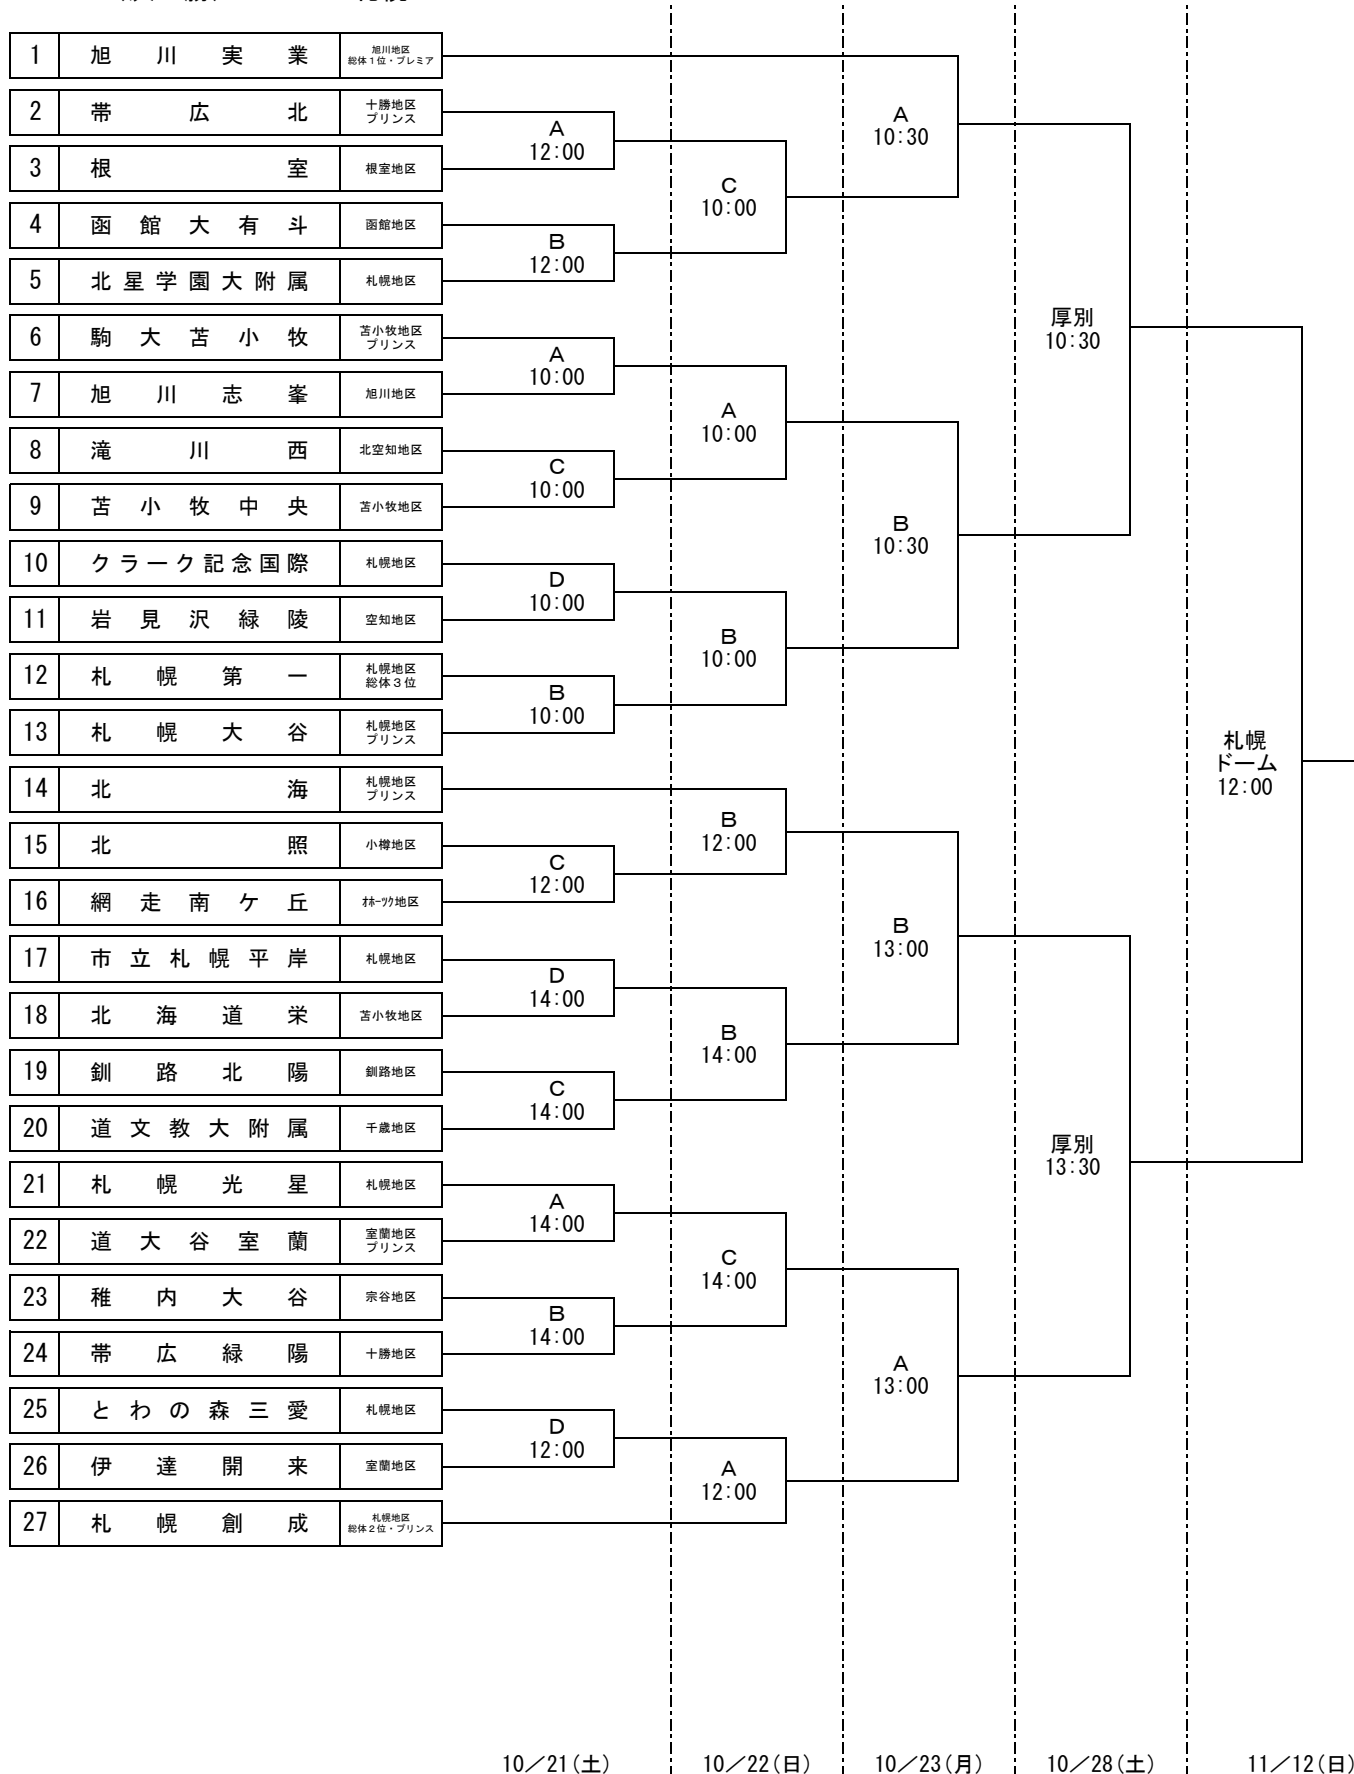 1 旭川実業 旭川地区
総体１位・プレミア
2 帯広北 十勝地区
プリンス
A
12:00
3 根室 根室地区
A
10:30
C
10:00
4 函館大有斗 函館地区
B
12:00
5 北星学園大附属 札幌地区
6 駒大苫小牧 苫小牧地区
プリンス
厚別
10:30
A
10:00
7 旭川志峯 旭川地区
A
10:00
8 滝川西 北空知地区
C
10:00
9 苫小牧中央 苫小牧地区
B
10:30
10 クラーク記念国際 札幌地区
D
10:00
11 岩見沢緑陵 空知地区
B
10:00
12 札幌第一 札幌地区
総体３位
B
10:00
13 札幌大谷 札幌地区
プリンス
札幌
ドーム
12:00
14 北海 札幌地区
プリンス
B
12:00
15 北照 小樽地区
C
12:00
16 網走南ケ丘 ｵﾎｰﾂｸ地区
B
13:00
17 市立札幌平岸 札幌地区
D
14:00
18 北海道栄 苫小牧地区
B
14:00
19 釧路北陽 釧路地区
C
14:00
20 道文教大附属 千歳地区
厚別
13:30
21 札幌光星 札幌地区
A
14:00
22 道大谷室蘭 室蘭地区
プリンス
C
14:00
23 稚内大谷 宗谷地区
B
14:00
24 帯広緑陽 十勝地区
A
13:00
25 とわの森三愛 札幌地区
D
12:00
26 伊達開来 室蘭地区
A
12:00
27 札幌創成 札幌地区
総体２位・プリンス
10／21(土) 10／22(日) 10／23(月) 10／28(土) 11／12(日)